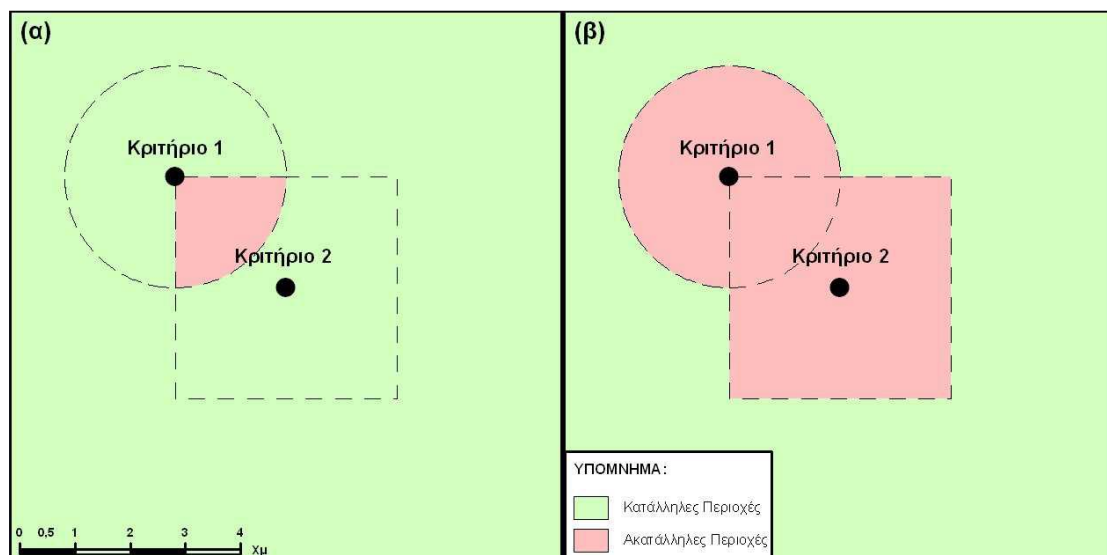 (α)
Κριτήριο 1
Κριτήριο 2
0 0,5 1 2 3 4
Χμ
(β)
Κριτήριο 1
Κριτήριο 2
ΥΠΟΜΝΗΜΑ :
Κατάλληλες Περιοχές
Ακατάλληλες Περιοχές